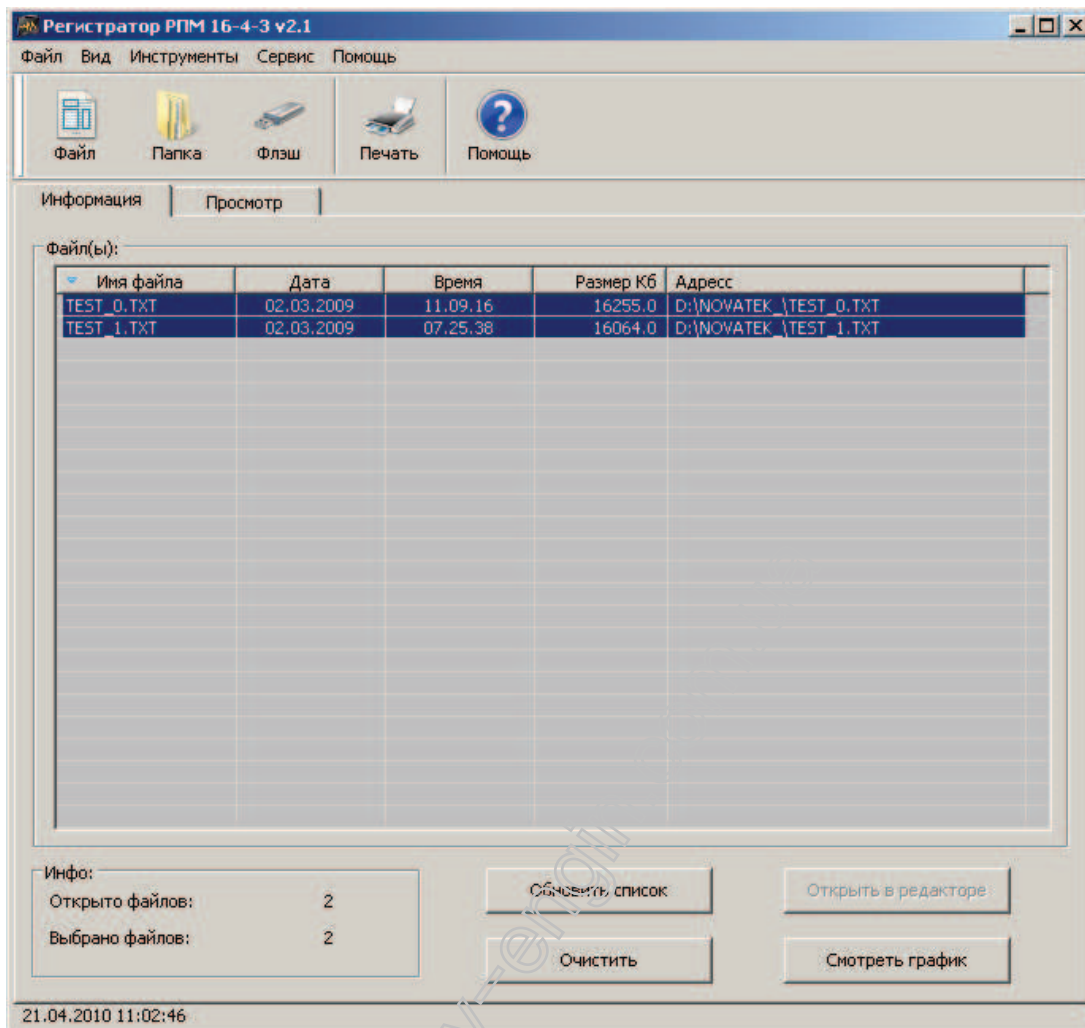 Регистратор РПМ 16-4-3 v2.1
Файл Вид Инструменты Сервис Помощь
Файл Папка Флэш Печать Помощь
Информация Просмотр
Файл(ы):
Имя файла Дата Время Размер Кб Адресс
TEST_0.TXT 02.03.2009 11.09.16 16255.0 D:\NOVATEK_\TEST_0.TXT
TEST_1.TXT 02.03.2009 07.25.38 16064.0 D:\NOVATEK_\TEST_1.TXT
Инфо:
Открыто файлов: 2
Выбрано файлов: 2
Обновить список Открыть в редакторе
Очистить Смотреть график
21.04.2010 11:02:46